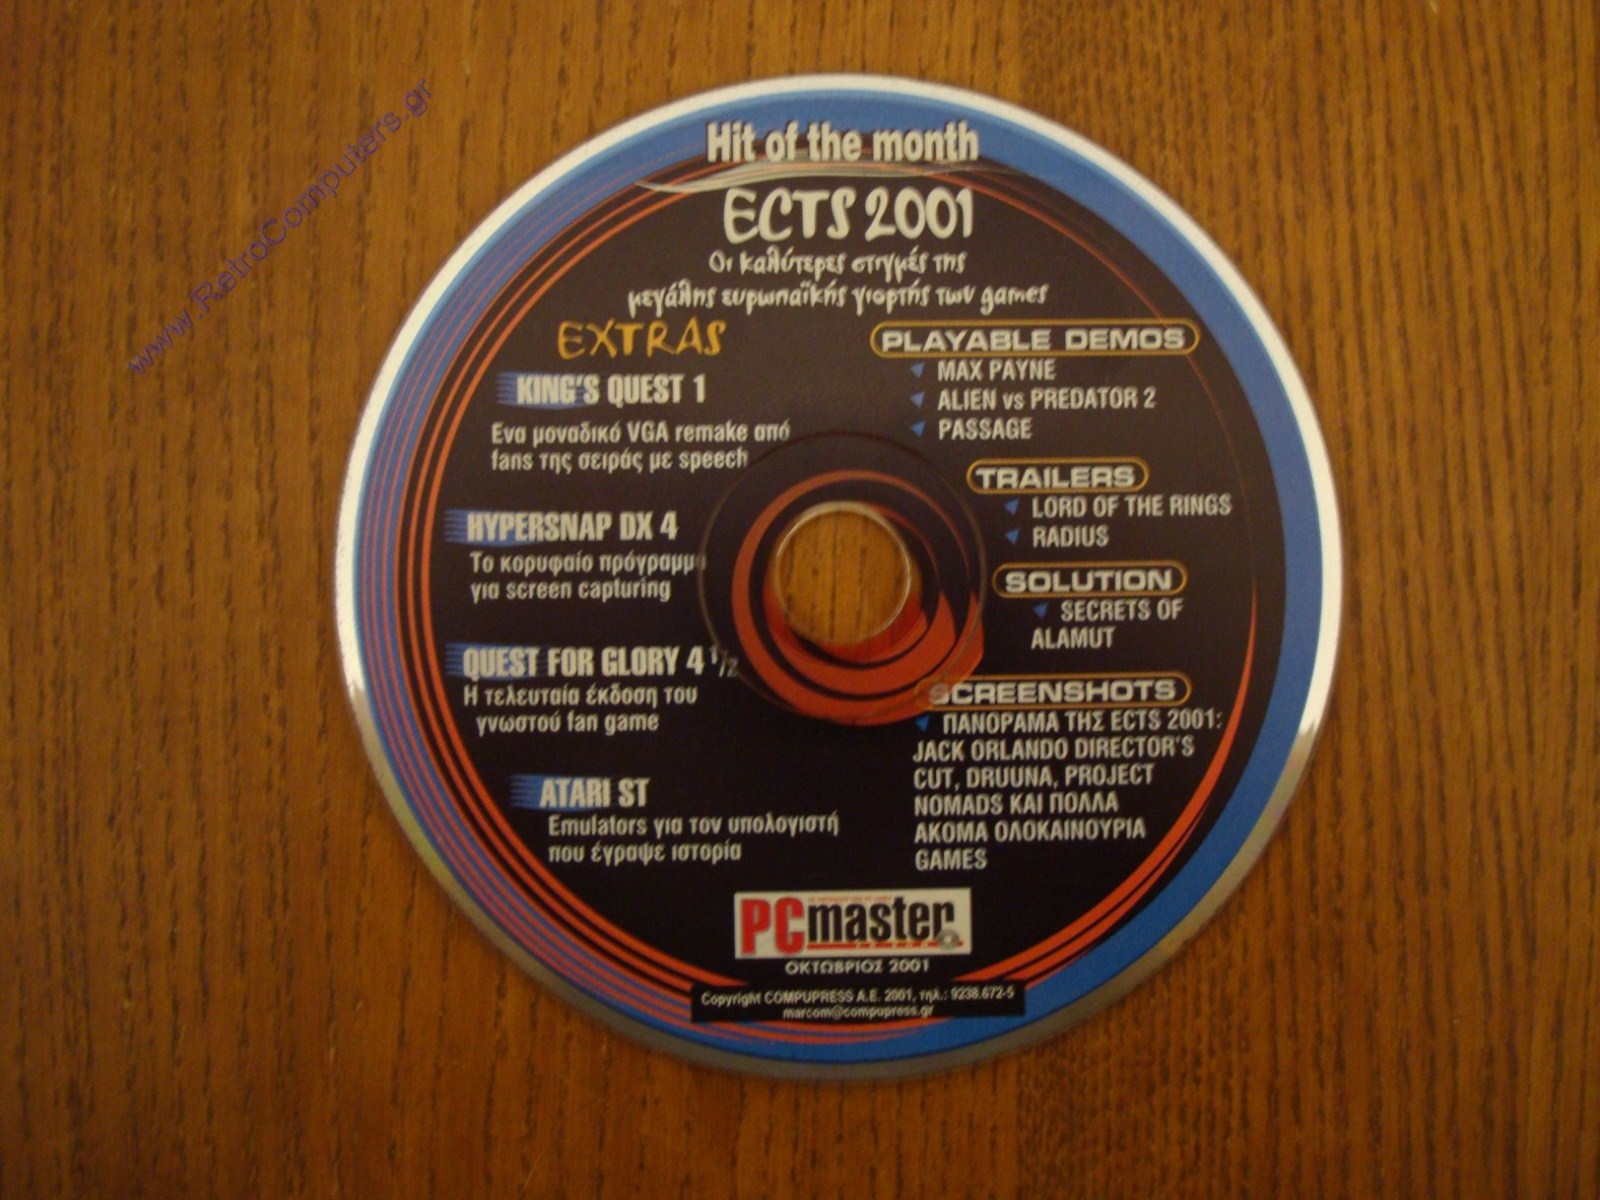 www.RetroComputers.gr
Hit of the month
ECTS 2001
Οι καλύτερες στιγμές της
μεγάλης ευρωπαϊκής γιορτής των games
EXTRAS
KING'S QUEST 1
Ενα μοναδικό VGA remake από
fans της σειράς με speech
HYPERSNAP DX 4
Το κορυφαίο πρόγραμμα
για screen capturing
QUEST FOR GLORY 4 1/2
Η τελευταία έκδοση του
γνωστού fan game
ATARI ST
Emulators για τον υπολογιστή
που έγραψε ιστορία
PLAYABLE DEMOS
MAX PAYNE
ALIEN vs PREDATOR 2
PASSAGE
TRAILERS
LORD OF THE RINGS
RADIUS
SOLUTION
SECRETS OF
ALAMUT
SCREENSHOTS
ΠΑΝΟΡΑΜΑ ΤΗΣ ECTS 2001:
JACK ORLANDO DIRECTOR'S
CUT, DRUUNA, PROJECT
NOMADS ΚΑΙ ΠΟΛΛΑ
ΑΚΟΜΑ ΟΛΟΚΑΙΝΟΥΡΙΑ
GAMES
PC master
ΟΚΤΩΒΡΙΟΣ 2001
Copyright COMPUPRESS A.E. 2001, τηλ.: 9238.672-5
marcom@compupress.gr